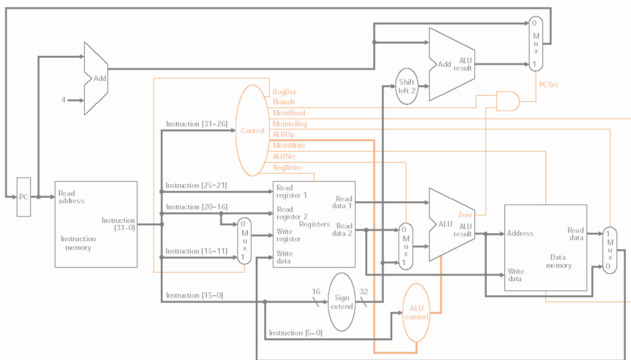 0
M
u
x
1
Add
4
Shift
left 2
Add
ALU
result
PCSrc
RegDst
Branch
MemRead
MemtoReg
ALUOp
MemWrite
ALUSrc
RegWrite
Control
Instruction [31–26]
Instruction [25–21]
Instruction [20–16]
Instruction [15–11]
Instruction [15–0]
Instruction [5–0]
PC
Read
address
Instruction
[31–0]
Instruction
memory
0
M
u
x
1
Read
register 1
Read
register 2
Write
register
Write
data
Registers
Read
data 1
Read
data 2
0
M
u
x
1
ALU
Zero
ALU
result
Address
Write
data
Read
data
Data
memory
1
M
u
x
0
16
Sign
extend
32
ALU
control